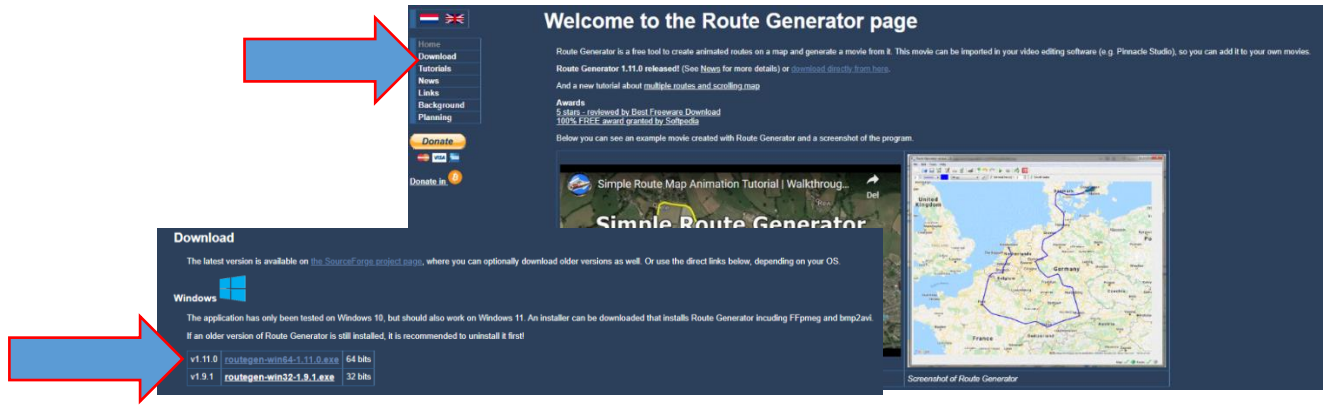 Welcome to the Route Generator page
Home
Download
Tutorials
News
Links
Background
Planning
Donate
VISA
Donate in
Route Generator is a free tool to create animated routes on a map and generate a movie from it. This movie can be imported in your video editing software (e.g. Pinnacle Studio), so you can add it to your own movies.
Route Generator 1.11.0 released! (See News for more details) or download directly from here.
And a new tutorial about multiple routes and scrolling map
Awards
5 stars - reviewed by Best Freeware Download
100% FREE award granted by Softpedia
Below you can see an example movie created with Route Generator and a screenshot of the program.
Simple Route Map Animation Tutorial | Walkthroug...
Del
Simple Route Generator
United
Kingdom
Netherlands
Belgium
Germany
France
Austria
Screenshot of Route Generator
Download
The latest version is available on the SourceForge project page, where you can optionally download older versions as well. Or use the direct links below, depending on your OS.
Windows
The application has only been tested on Windows 10, but should also work on Windows 11. An installer can be downloaded that installs Route Generator incuding FFpmeg and bmp2avi.
If an older version of Route Generator is still installed, it is recommended to uninstall it first!
v1.11.0 routegen-win64-1.11.0.exe 64 bits
v1.9.1 routegen-win32-1.9.1.exe 32 bits